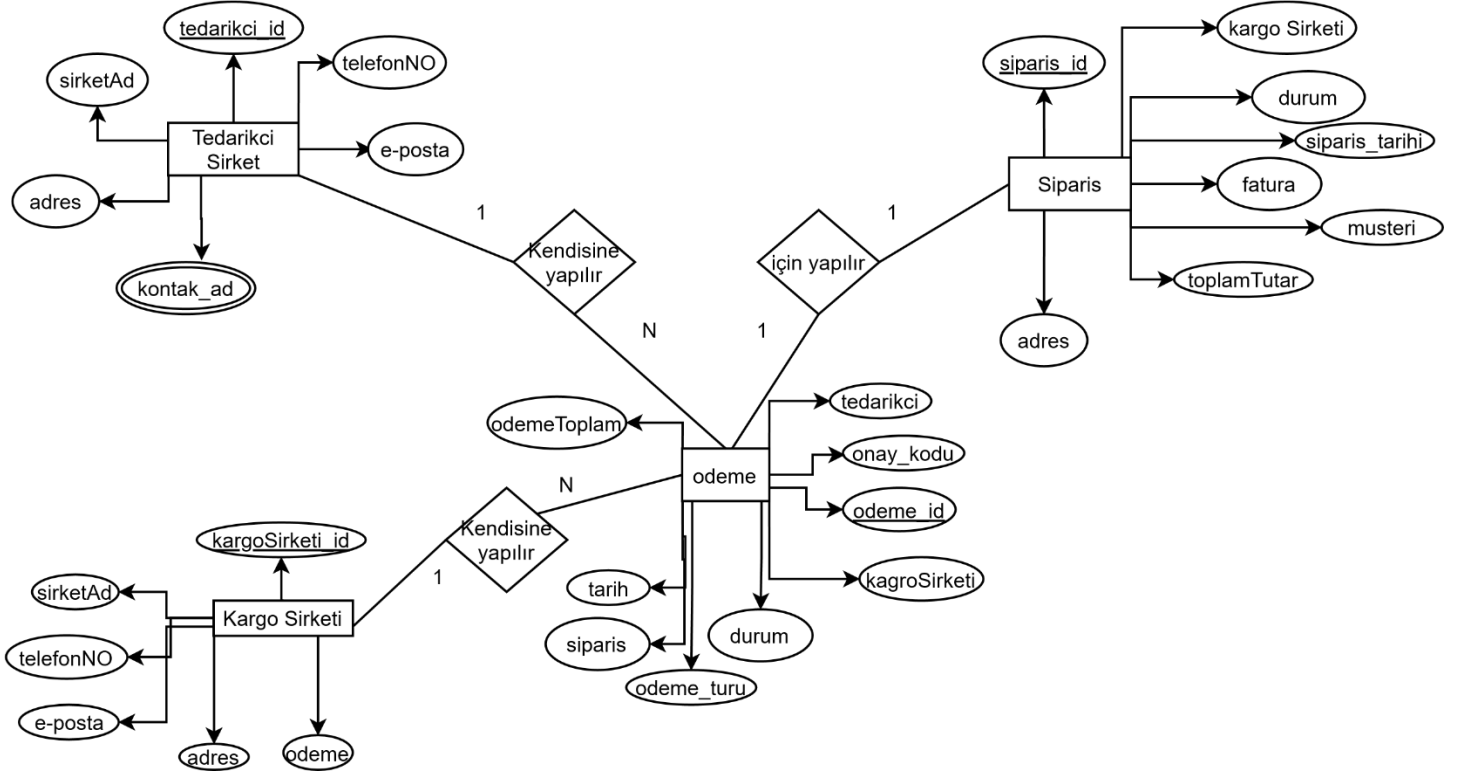 tedarikci_id
kargo Sirketi
sirketAd
telefonNO
siparis_id
durum
Tedarikci
Sirket
e-posta
siparis_tarihi
adres
Siparis
fatura
1
1
musteri
Kendisine
yapılır
için yapılır
kontak_ad
toplamTutar
N
1
adres
odemeToplam
tedarikci
onay_kodu
odeme
N
odeme_id
kargoSirketi_id
Kendisine
yapılır
1
kagroSirketi
tarih
sirketAd
Kargo Sirketi
durum
siparis
telefonNO
odeme_turu
e-posta
adres
odeme